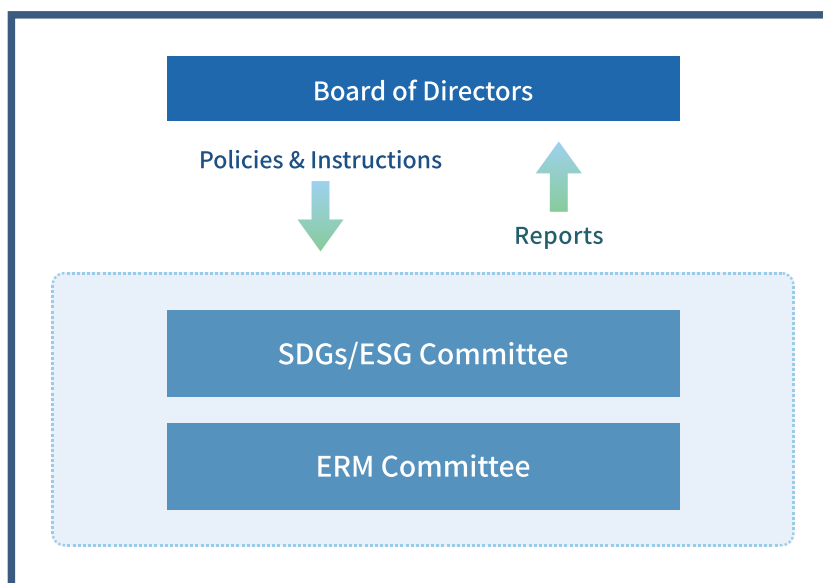 Board of Directors
Policies & Instructions
Reports
SDGs/ESG Committee
ERM Committee